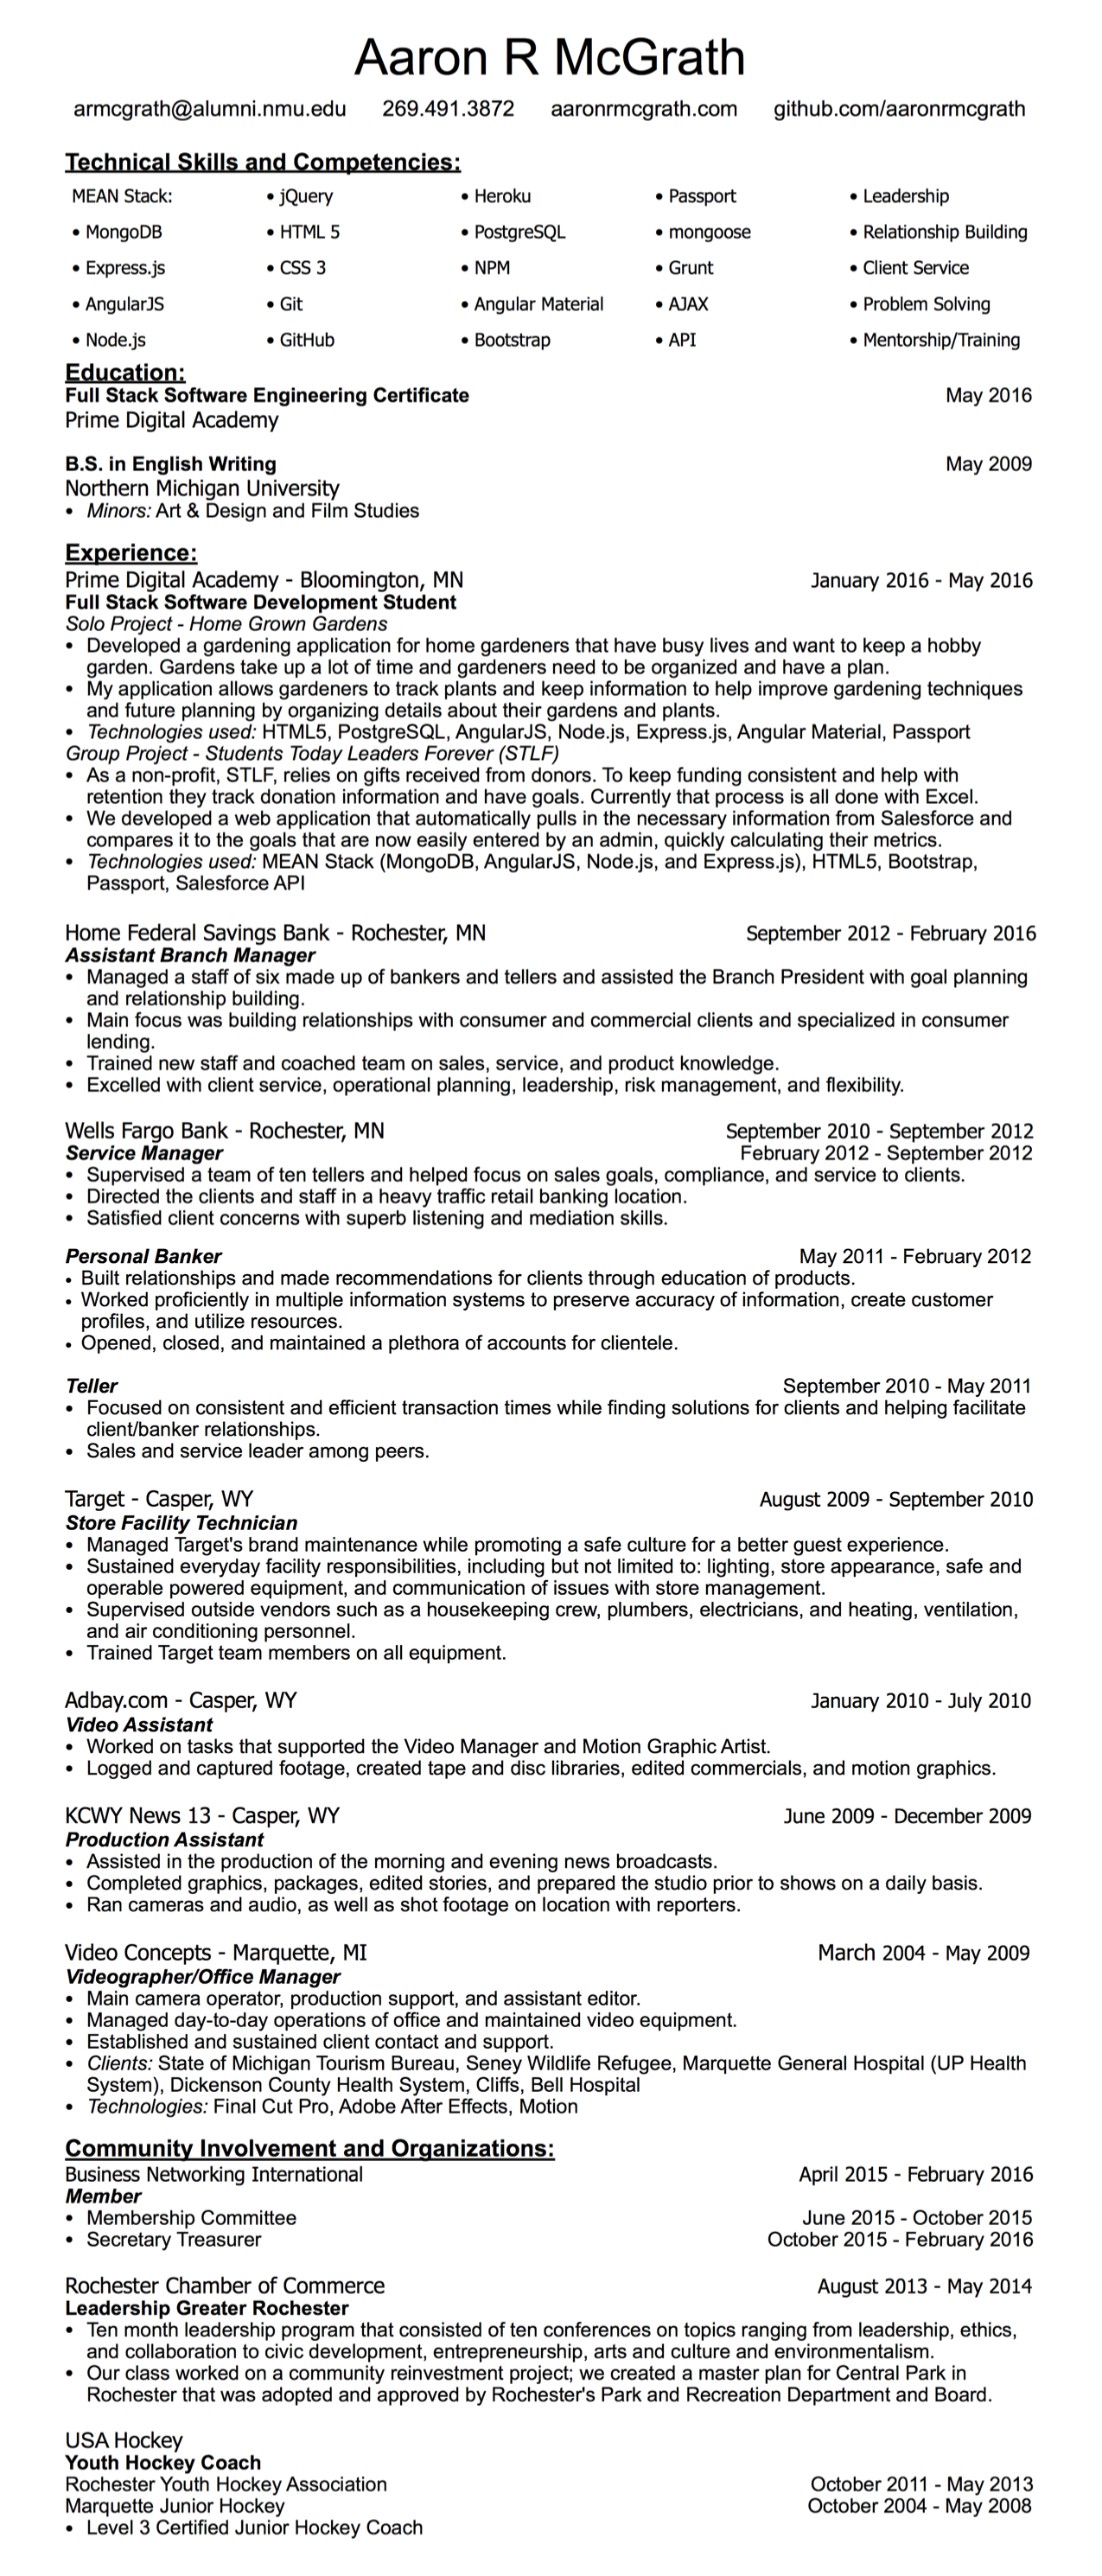 Aaron R McGrath
armcgrath@alumni.nmu.edu 269.491.3872 aaronrmcgrath.com github.com/aaronrmcgrath
Technical Skills and Competencies:
MEAN Stack: • jQuery • Heroku • Passport • Leadership
• MongoDB • HTML 5 • PostgreSQL • mongoose • Relationship Building
• Express.js • CSS 3 • NPM • Grunt • Client Service
• AngularJS • Git • Angular Material • AJAX • Problem Solving
• Node.js • GitHub • Bootstrap • API • Mentorship/Training
Education:
Full Stack Software Engineering Certificate May 2016
Prime Digital Academy
B.S. in English Writing May 2009
Northern Michigan University
• Minors: Art & Design and Film Studies
Experience:
Prime Digital Academy - Bloomington, MN January 2016 - May 2016
Full Stack Software Development Student
Solo Project - Home Grown Gardens
• Developed a gardening application for home gardeners that have busy lives and want to keep a hobby
garden. Gardens take up a lot of time and gardeners need to be organized and have a plan.
• My application allows gardeners to track plants and keep information to help improve gardening techniques
and future planning by organizing details about their gardens and plants.
• Technologies used: HTML5, PostgreSQL, AngularJS, Node.js, Express.js, Angular Material, Passport
Group Project - Students Today Leaders Forever (STLF)
• As a non-profit, STLF, relies on gifts received from donors. To keep funding consistent and help with
retention they track donation information and have goals. Currently that process is all done with Excel.
• We developed a web application that automatically pulls in the necessary information from Salesforce and
compares it to the goals that are now easily entered by an admin, quickly calculating their metrics.
• Technologies used: MEAN Stack (MongoDB, AngularJS, Node.js, and Express.js), HTML5, Bootstrap,
Passport, Salesforce API
Home Federal Savings Bank - Rochester, MN September 2012 - February 2016
Assistant Branch Manager
• Managed a staff of six made up of bankers and tellers and assisted the Branch President with goal planning
and relationship building.
• Main focus was building relationships with consumer and commercial clients and specialized in consumer
lending.
• Trained new staff and coached team on sales, service, and product knowledge.
• Excelled with client service, operational planning, leadership, risk management, and flexibility.
Wells Fargo Bank - Rochester, MN September 2010 - September 2012
Service Manager February 2012 - September 2012
• Supervised a team of ten tellers and helped focus on sales goals, compliance, and service to clients.
• Directed the clients and staff in a heavy traffic retail banking location.
• Satisfied client concerns with superb listening and mediation skills.
Personal Banker May 2011 - February 2012
• Built relationships and made recommendations for clients through education of products.
• Worked proficiently in multiple information systems to preserve accuracy of information, create customer
profiles, and utilize resources.
• Opened, closed, and maintained a plethora of accounts for clientele.
Teller September 2010 - May 2011
• Focused on consistent and efficient transaction times while finding solutions for clients and helping facilitate
client/banker relationships.
• Sales and service leader among peers.
Target - Casper, WY August 2009 - September 2010
Store Facility Technician
• Managed Target's brand maintenance while promoting a safe culture for a better guest experience.
• Sustained everyday facility responsibilities, including but not limited to: lighting, store appearance, safe and
operable powered equipment, and communication of issues with store management.
• Supervised outside vendors such as a housekeeping crew, plumbers, electricians, and heating, ventilation,
and air conditioning personnel.
• Trained Target team members on all equipment.
Adbay.com - Casper, WY January 2010 - July 2010
Video Assistant
• Worked on tasks that supported the Video Manager and Motion Graphic Artist.
• Logged and captured footage, created tape and disc libraries, edited commercials, and motion graphics.
KCWY News 13 - Casper, WY June 2009 - December 2009
Production Assistant
• Assisted in the production of the morning and evening news broadcasts.
• Completed graphics, packages, edited stories, and prepared the studio prior to shows on a daily basis.
• Ran cameras and audio, as well as shot footage on location with reporters.
Video Concepts - Marquette, MI March 2004 - May 2009
Videographer/Office Manager
• Main camera operator, production support, and assistant editor.
• Managed day-to-day operations of office and maintained video equipment.
• Established and sustained client contact and support.
• Clients: State of Michigan Tourism Bureau, Seney Wildlife Refugee, Marquette General Hospital (UP Health
System), Dickenson County Health System, Cliffs, Bell Hospital
• Technologies: Final Cut Pro, Adobe After Effects, Motion
Community Involvement and Organizations:
Business Networking International April 2015 - February 2016
Member
• Membership Committee June 2015 - October 2015
• Secretary Treasurer October 2015 - February 2016
Rochester Chamber of Commerce August 2013 - May 2014
Leadership Greater Rochester
• Ten month leadership program that consisted of ten conferences on topics ranging from leadership, ethics,
and collaboration to civic development, entrepreneurship, arts and culture and environmentalism.
• Our class worked on a community reinvestment project; we created a master plan for Central Park in
Rochester that was adopted and approved by Rochester's Park and Recreation Department and Board.
USA Hockey
Youth Hockey Coach
Rochester Youth Hockey Association October 2011 - May 2013
Marquette Junior Hockey October 2004 - May 2008
• Level 3 Certified Junior Hockey Coach